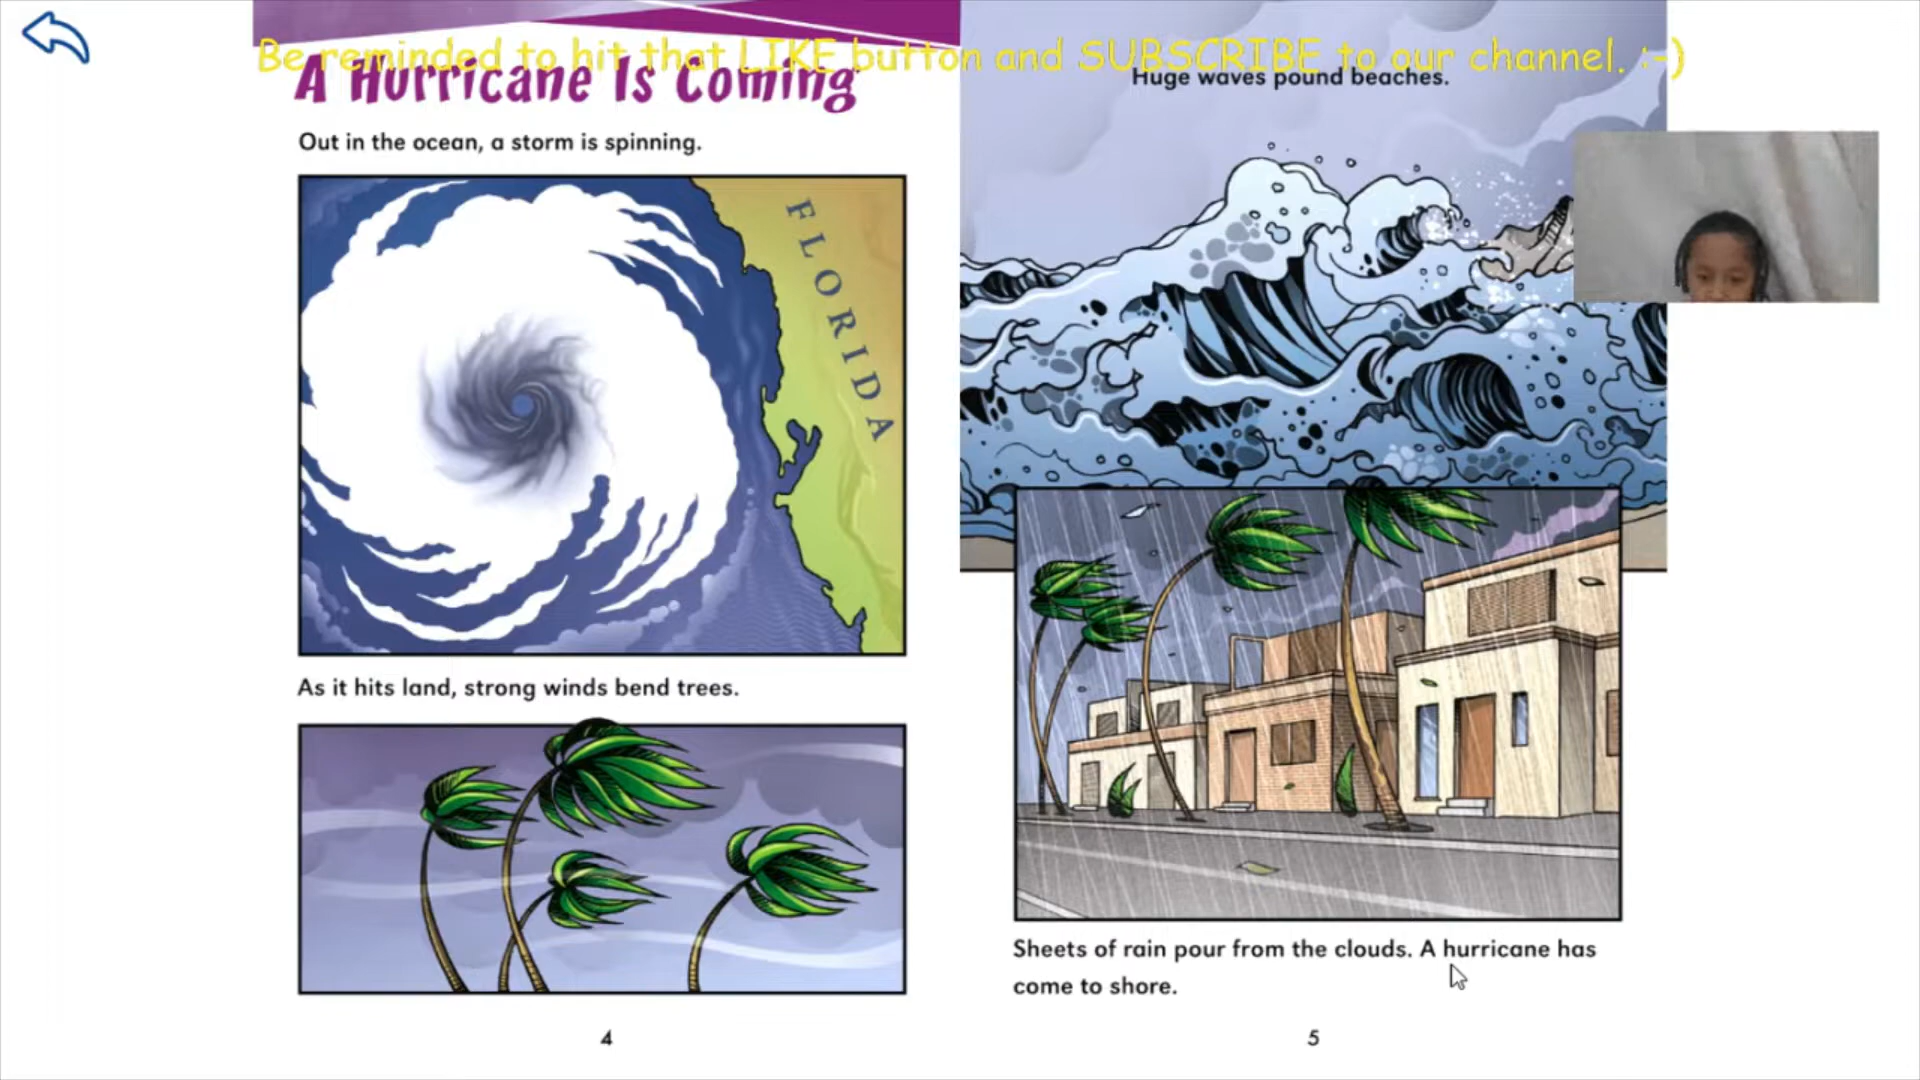 Be reminded to hit that LIKE button and SUBSCRIBE to our channel. :-)
A Hurricane Is Coming
Out in the ocean, a storm is spinning.
FLORIDA
As it hits land, strong winds bend trees.
4
Huge waves pound beaches.
Sheets of rain pour from the clouds. A hurricane has
come to shore.
5